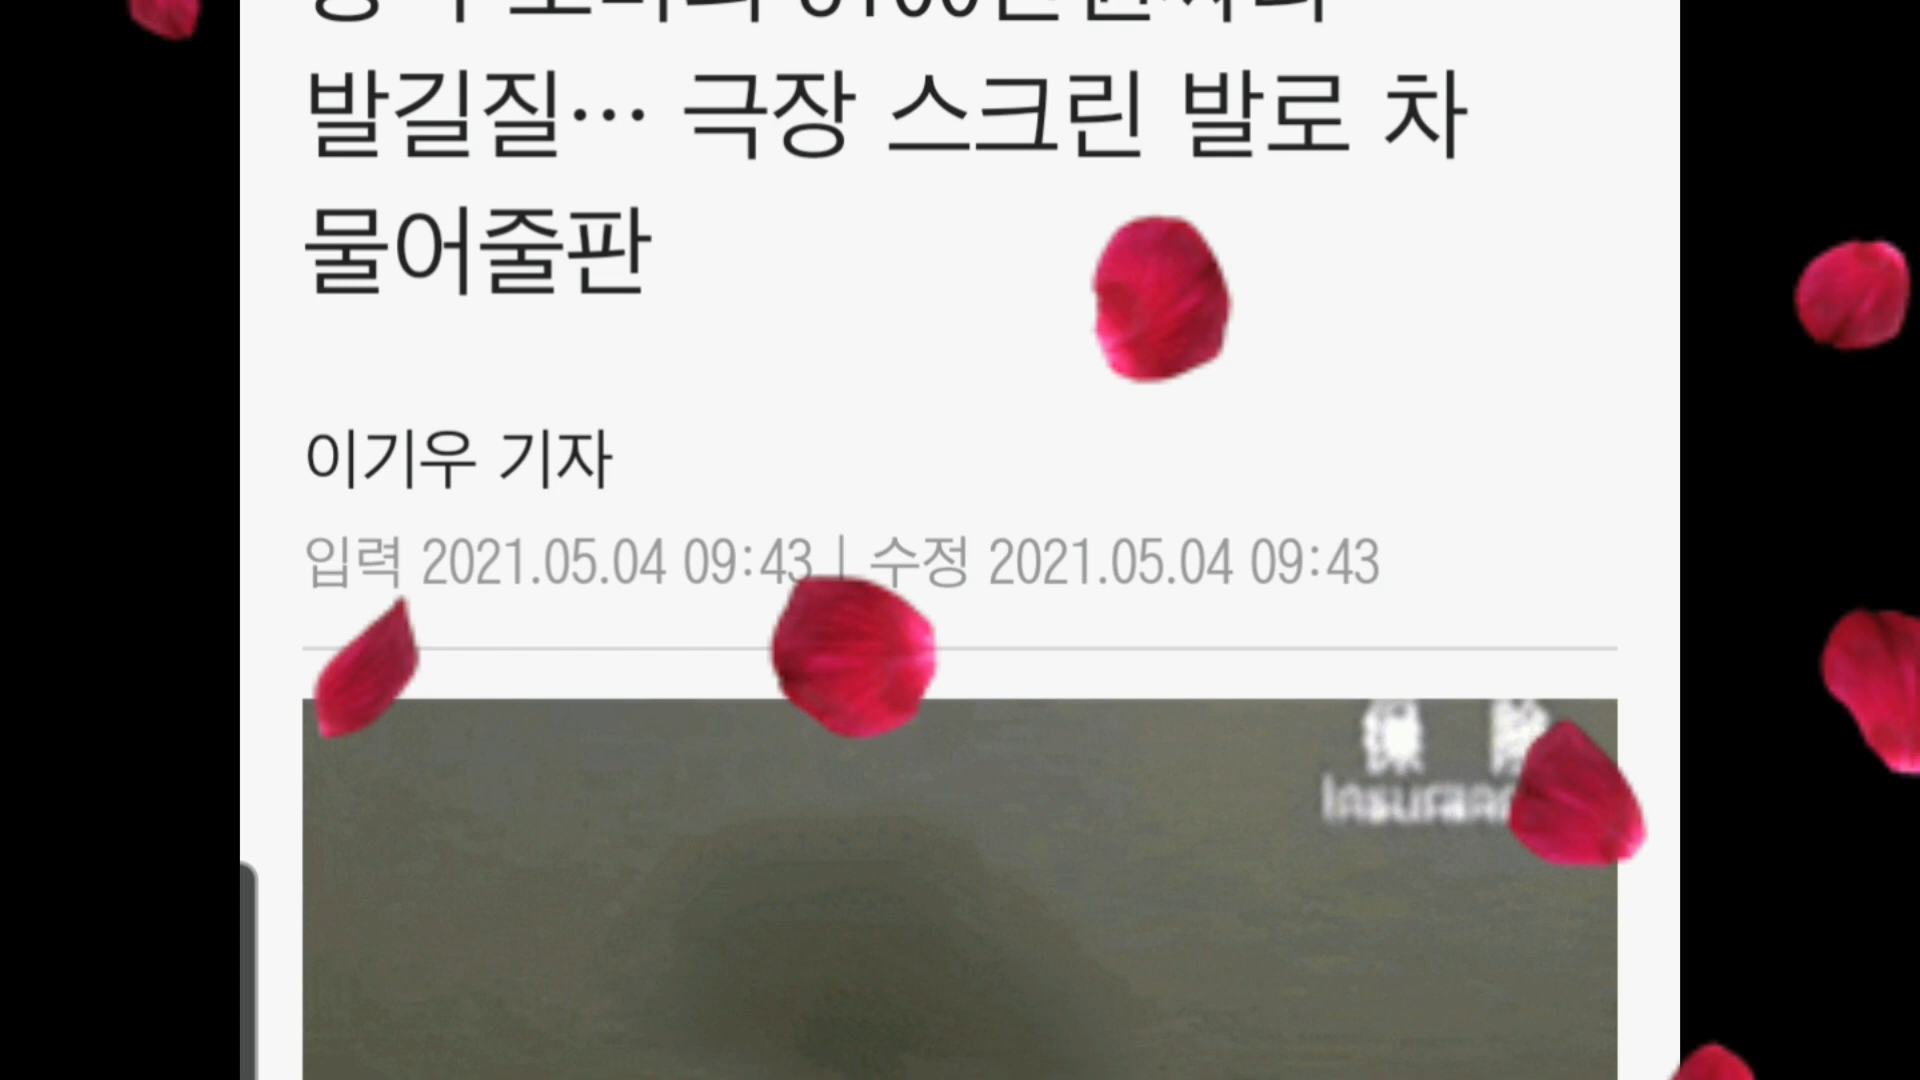 발길질… 극장 스크린 발로 차
물어줄판
이기우 기자
입력 2021.05.04 09:43 | 수정 2021.05.04 09:43